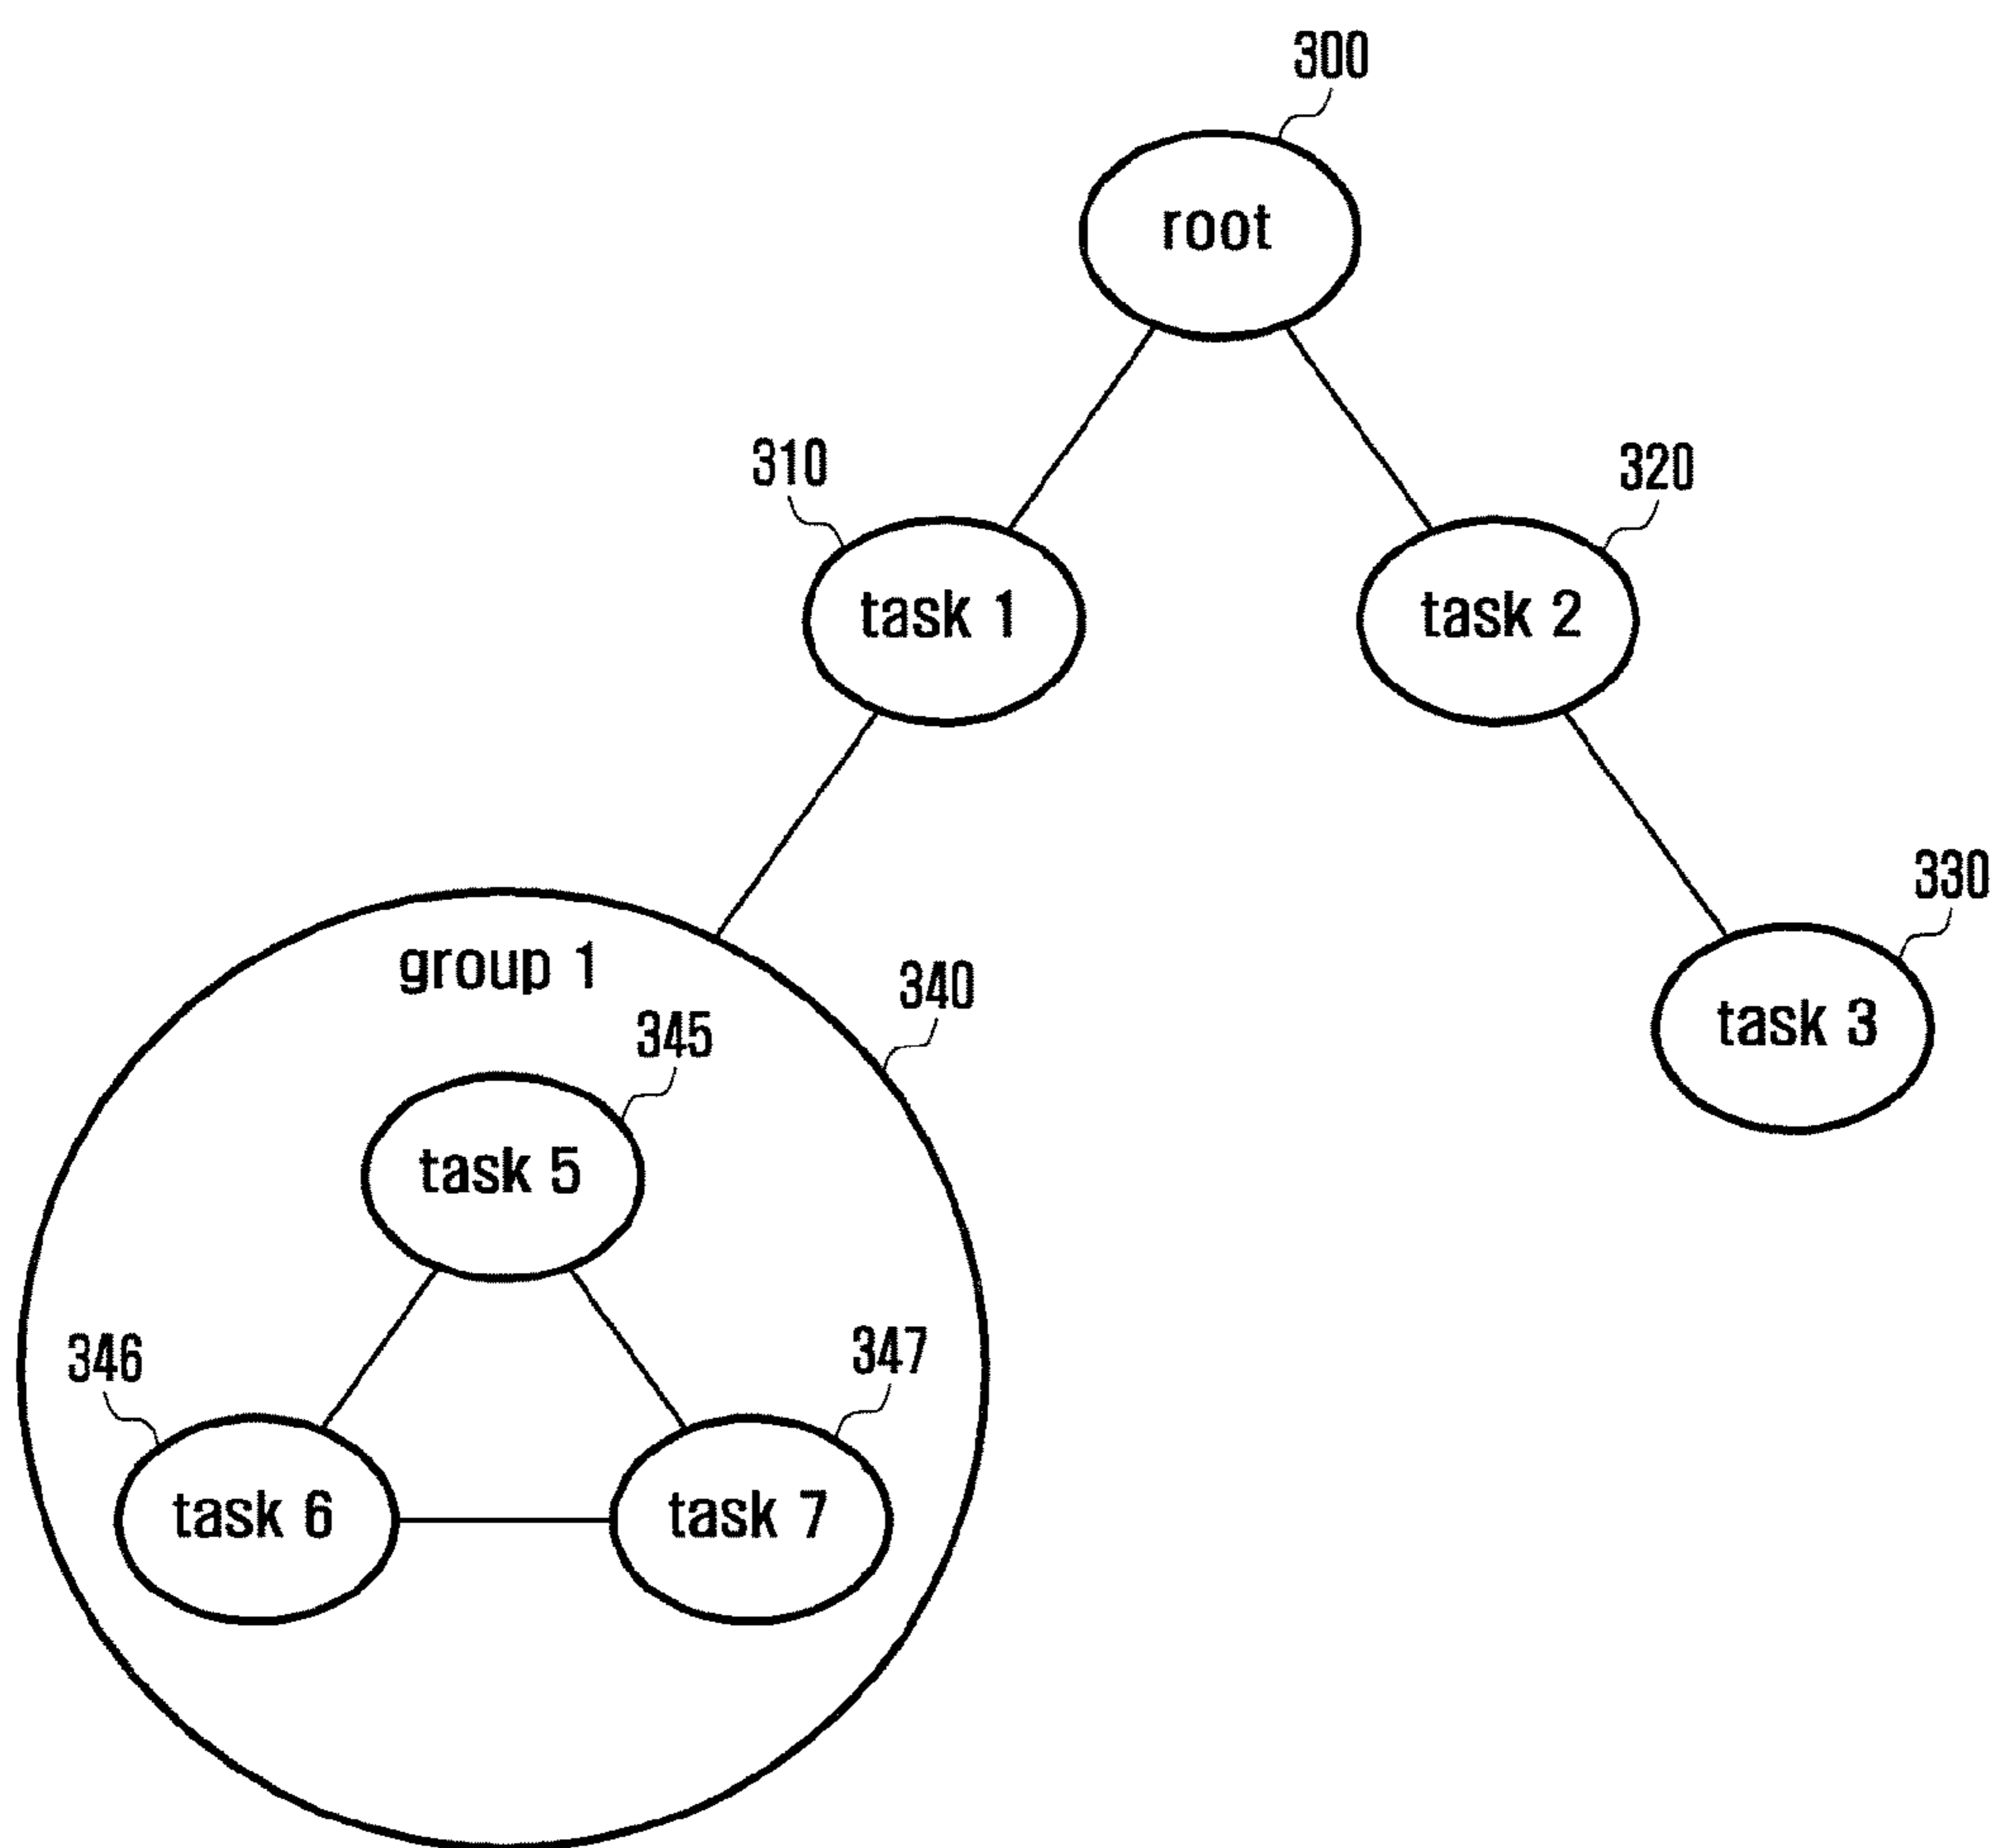 300
root
310
320
task 1
task 2
330
group 1
340
task 3
345
task 5
346
347
task 6
task 7